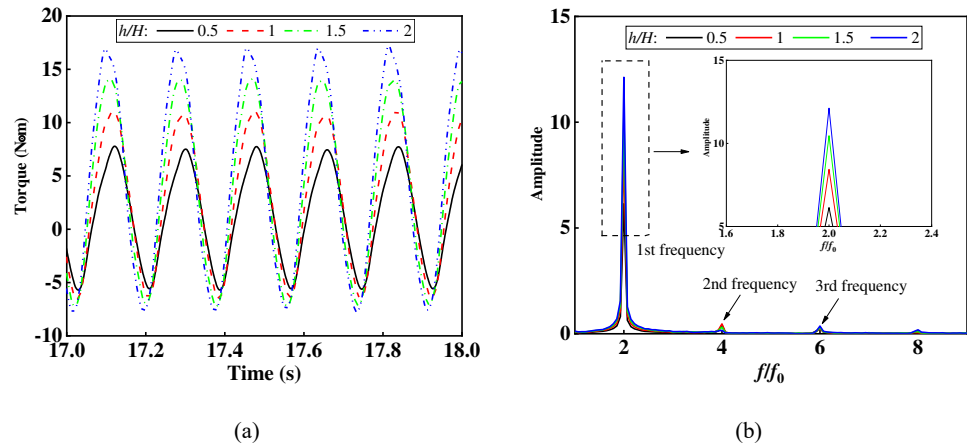 h/H: 0.5 1 1.5 2
Torque (Nom)
20
15
10
5
0
-5
-10
17.0 17.2 17.4 17.6 17.8 18.0
Time (s)
(a)
h/H: 0.5 1 1.5 2
Amplitude
15
10
5
0
2 4 6 8
f/f0
1st frequency
2nd frequency
3rd frequency
Amplitude
15
10
5
1.6 1.8 2.0 2.2 2.4
f/f0
(b)